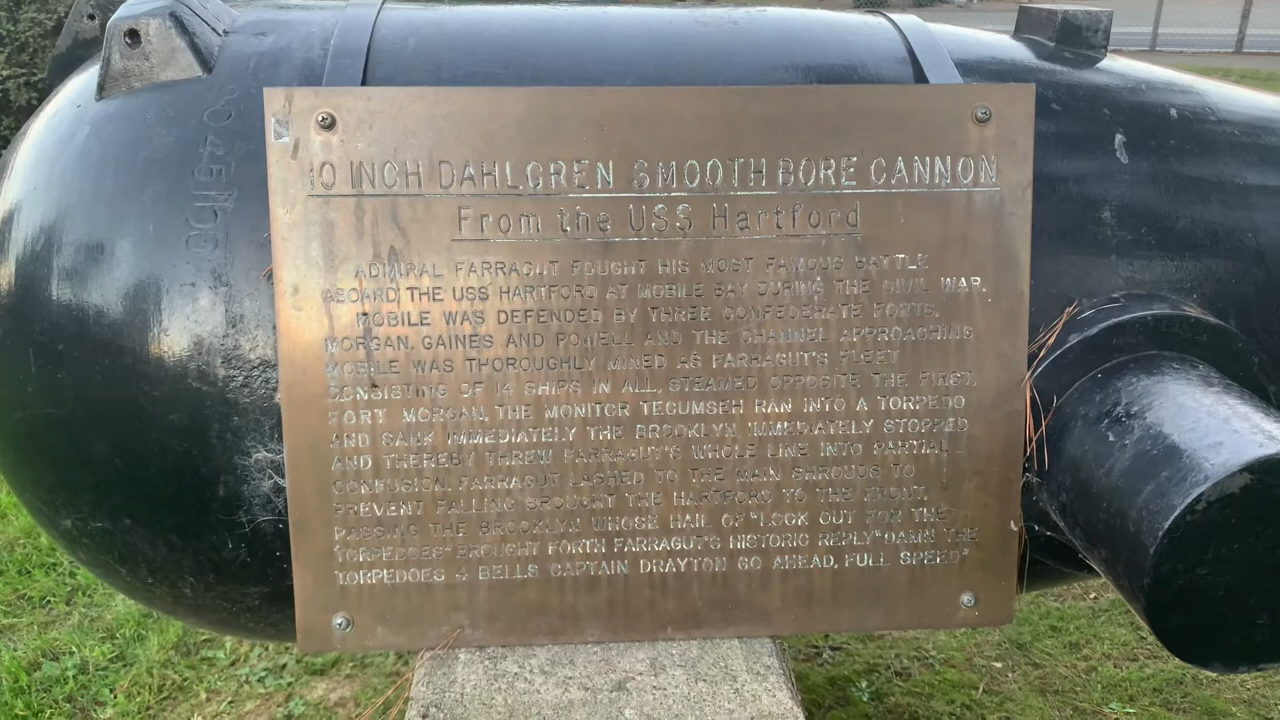 10 INCH DAHLGREN SMOOTH BORE CANNON
From the USS Hartford
ADMIRAL FARRAGUT FOUGHT HIS MOST FAMOUS BATTLE
ABOARD THE USS HARTFORD AT MOBILE BAY DURING THE CIVIL WAR.
MOBILE WAS DEFENDED BY THREE CONFEDERATE FORTS.
MORGAN, GAINES AND POWELL AND THE CHANNEL APPROACHING
MOBILE WAS THOROUGHLY MINED AS FARRAGUT'S FLEET
CONSISTING OF 14 SHIPS IN ALL, STEAMED OPPOSITE THE FIRST,
FORT MORGAN, THE MONITOR TECUMSEH RAN INTO A TORPEDO
AND SANK IMMEDIATELY THE BROOKLYN IMMEDIATELY STOPPED
AND THEREBY THREW FARRAGUT'S WHOLE LINE INTO PARTIAL
CONFUSION. FARRAGUT LASHED TO THE MAIN SHROUDS TO
PREVENT FALLING BROUGHT THE HARTFORD TO THE FRONT,
PASSING THE BROOKLYN WHOSE HAIL OF "LOOK OUT FOR THE
TORPEDOES" BROUGHT FORTH FARRAGUT'S HISTORIC REPLY "DAMN THE
TORPEDOES 4 BELLS CAPTAIN DRAYTON GO AHEAD, FULL SPEED"